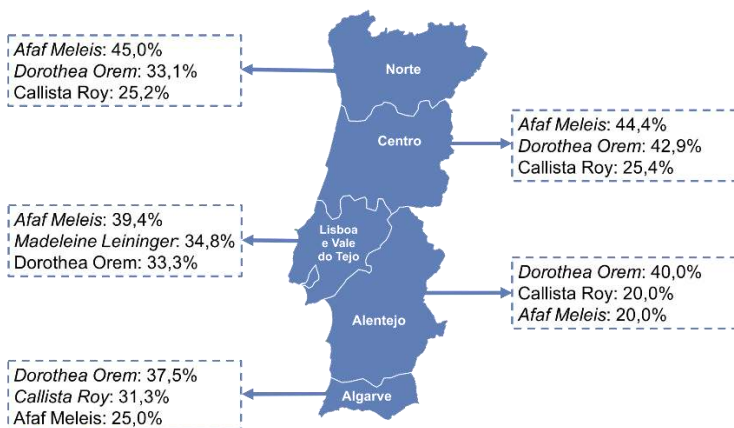 Afaf Meleis: 45,0%
Dorothea Orem: 33,1%
Callista Roy: 25,2%
Norte
Afaf Meleis: 44,4%
Dorothea Orem: 42,9%
Callista Roy: 25,4%
Centro
Afaf Meleis: 39,4%
Madeleine Leininger: 34,8%
Dorothea Orem: 33,3%
Lisboa
e Vale
do Tejo
Dorothea Orem: 40,0%
Callista Roy: 20,0%
Afaf Meleis: 20,0%
Alentejo
Dorothea Orem: 37,5%
Callista Roy: 31,3%
Afaf Meleis: 25,0%
Algarve